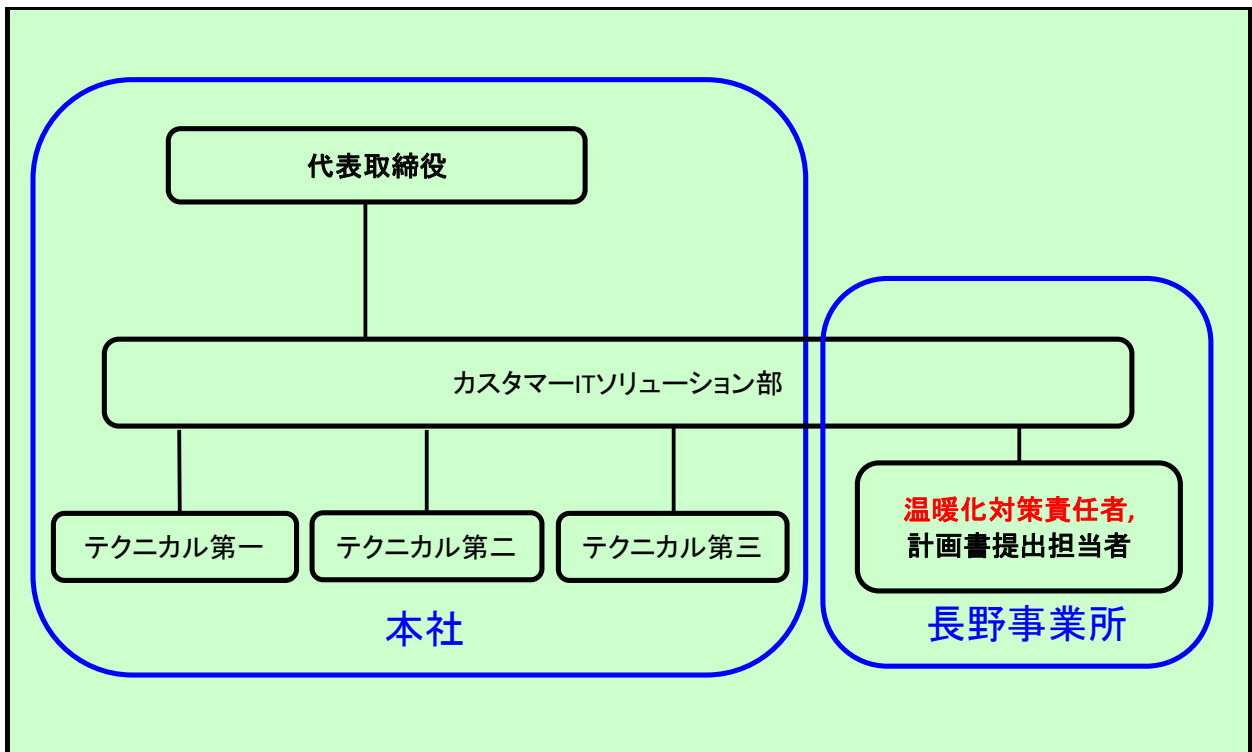 代表取締役
カスタマーITソリューション部
テクニカル第一
テクニカル第二
テクニカル第三
温暖化対策責任者,
計画書提出担当者
本社
長野事業所